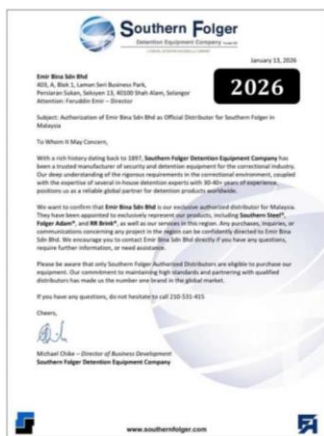 Southern Folger
Detention Equipment Company
January 13, 2026
Emir Bina Sdn Bhd
403, A, Blok 1, Laman Seri Business Park,
Persiaran Sukan, Seksyen 13, 40100 Shah Alam, Selangor
Attention: Feruddin Emir – Director
2026
Subject: Authorization of Emir Bina Sdn Bhd as Official Distributor for Southern Folger in
Malaysia
To Whom It May Concern,
With a rich history dating back to 1897, Southern Folger Detention Equipment Company has
been a trusted manufacturer of security and detention equipment for the correctional industry.
Our deep understanding of the rigorous requirements in the correctional environment, coupled
with the expertise of several in-house detention experts with 30-40+ years of experience,
positions us as a reliable global partner for detention products worldwide.
We want to confirm that Emir Bina Sdn Bhd is our exclusive authorized distributor for Malaysia.
They have been appointed to exclusively represent our products, including Southern Steel®,
Folger Adam®, and RR Brink®, as well as our services in this region. Any purchases, inquiries, or
communications concerning any project in the region can be confidently directed to Emir Bina
Sdn Bhd. We encourage you to contact Emir Bina Sdn Bhd directly if you have any questions,
require further information, or need assistance.
Please be aware that only Southern Folger Authorized Distributors are eligible to purchase our
equipment. Our commitment to maintaining high standards and partnering with qualified
distributors has made us the number one brand in the global market.
If you have any questions, do not hesitate to call 210-531-415
Cheers,
Michael Chike – Director of Business Development
Southern Folger Detention Equipment Company
www.southernfolger.com